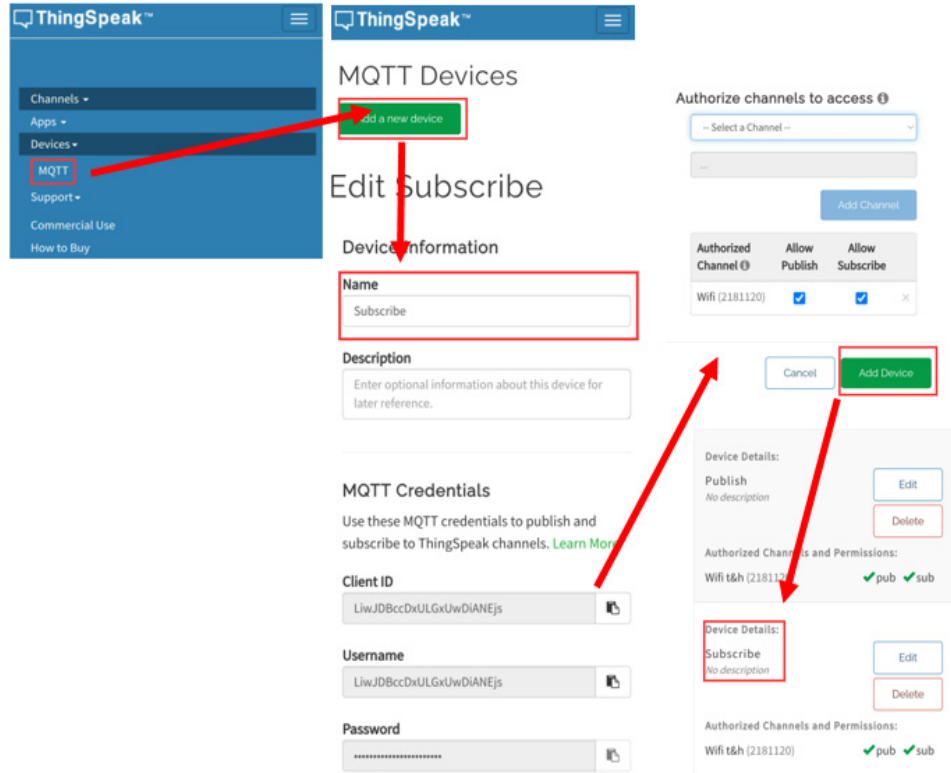 ThingSpeak™
Channels
Apps
Devices
MQTT
Support
Commercial Use
How to Buy
ThingSpeak™
MQTT Devices
Add a new device
Edit Subscribe
Device Information
Name
Subscribe
Description
Enter optional information about this device for
later reference.
MQTT Credentials
Use these MQTT credentials to publish and
subscribe to ThingSpeak channels. Learn More
Client ID
LiwJDBccDxULGxUwDiANEjs
Username
LiwJDBccDxULGxUwDiANEjs
Password
••••••••••••••••••••••••
Authorize channels to access
-- Select a Channel --
...
Add Channel
Authorized Allow Allow
Channel Publish Subscribe
Wifi (2181120)
Cancel Add Device
Device Details:
Publish
No description
Edit
Delete
Authorized Channels and Permissions:
Wifi t&h (2181120) pub sub
Device Details:
Subscribe
No description
Edit
Delete
Authorized Channels and Permissions:
Wifi t&h (2181120) pub sub